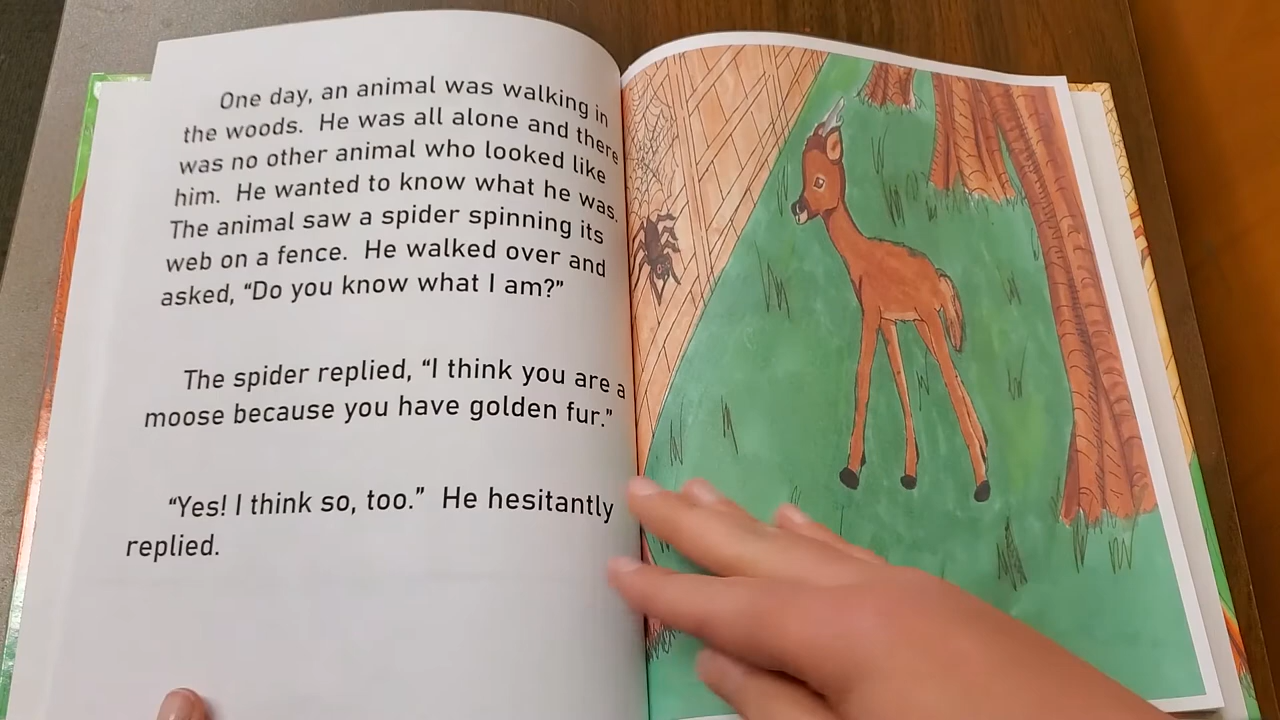 One day, an animal was walking in
the woods. He was all alone and there
was no other animal who looked like
him. He wanted to know what he was.
The animal saw a spider spinning its
web on a fence. He walked over and
asked, “Do you know what I am?”
The spider replied, “I think you are a
moose because you have golden fur.”
“Yes! I think so, too.” He hesitantly
replied.